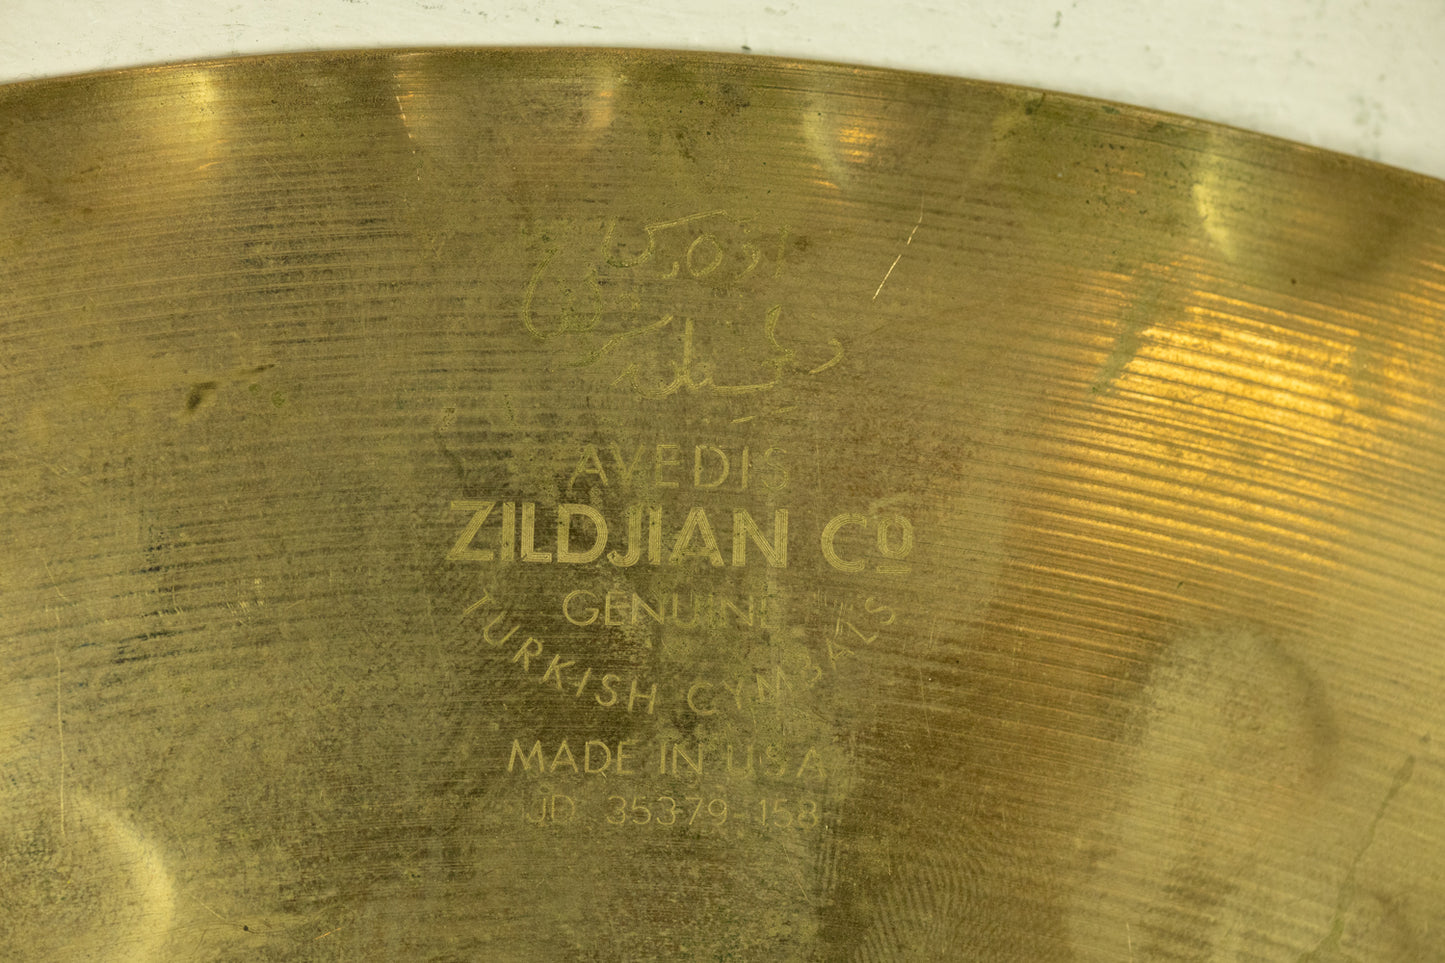 AVEDIS
ZILDJIAN Co
GENUINE
TURKISH CYMBALS
MADE IN U S A
JD 35379 158